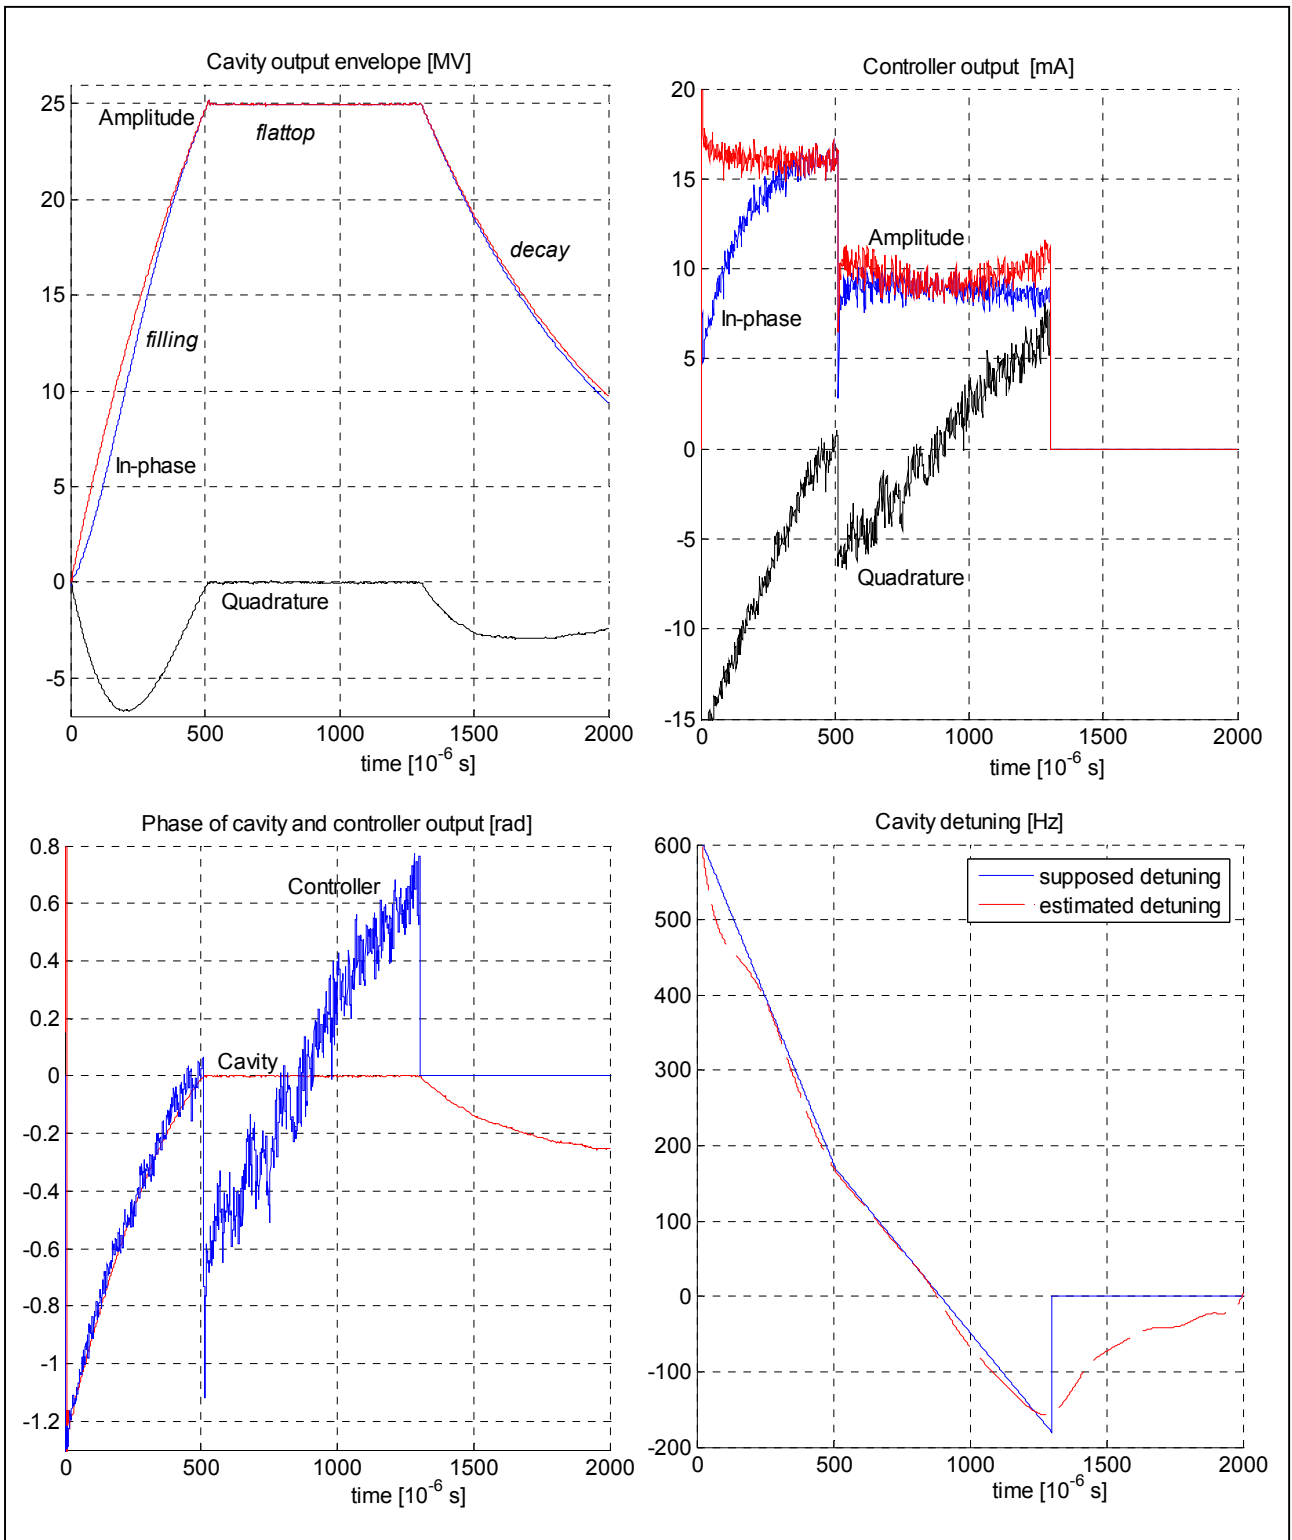 Cavity output envelope [MV]
25
20
15
10
5
0
-5
Amplitude
flattop
filling
decay
In-phase
Quadrature
0 500 1000 1500 2000
time [10⁻⁶ s]
Controller output [mA]
20
15
10
5
0
-5
-10
-15
Amplitude
In-phase
Quadrature
0 500 1000 1500 2000
time [10⁻⁶ s]
Phase of cavity and controller output [rad]
0.8
0.6
0.4
0.2
0
-0.2
-0.4
-0.6
-0.8
-1
-1.2
Controller
Cavity
0 500 1000 1500 2000
time [10⁻⁶ s]
Cavity detuning [Hz]
600
500
400
300
200
100
0
-100
-200
supposed detuning
estimated detuning
0 500 1000 1500 2000
time [10⁻⁶ s]